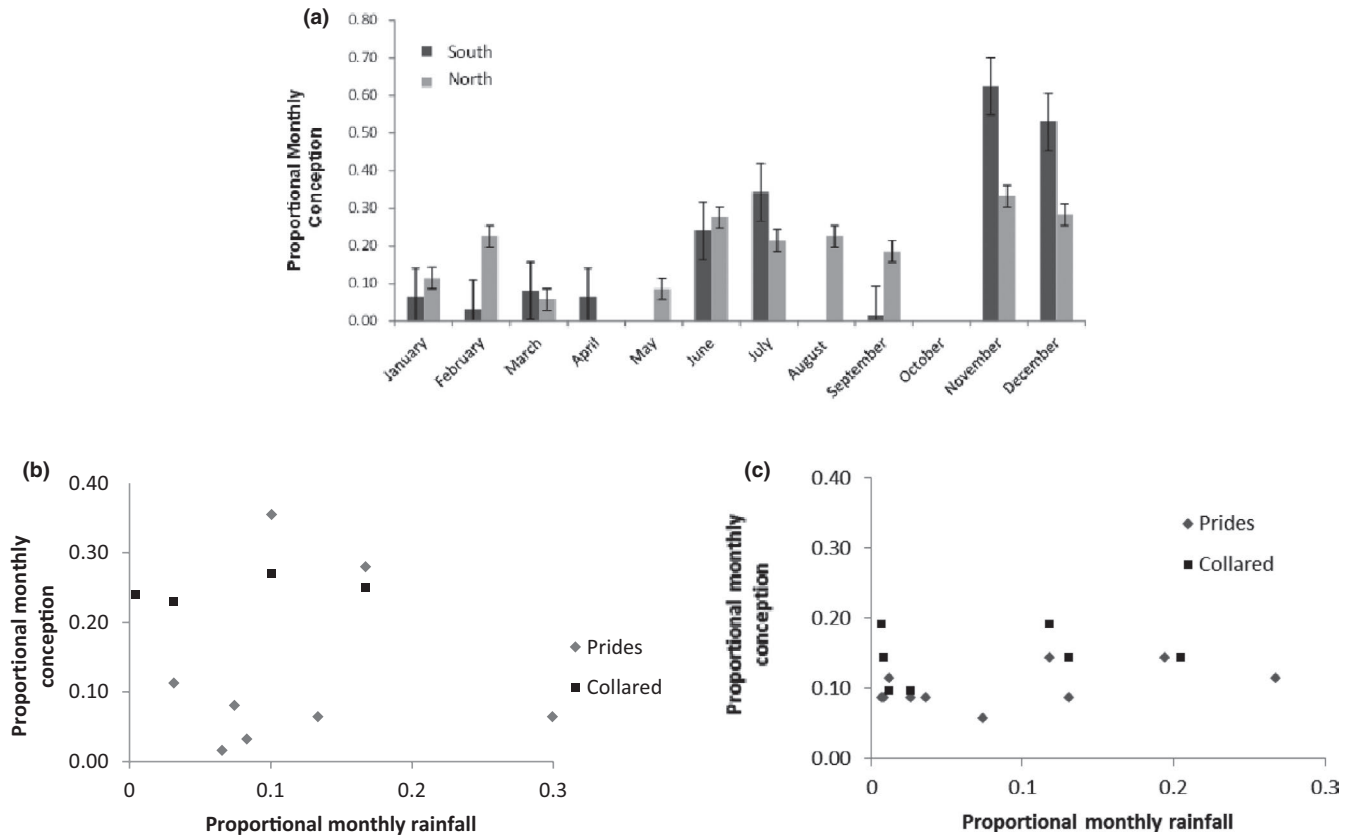 (a)
0.80
0.70
0.60
0.50
0.40
0.30
0.20
0.10
0.00
Proportional Monthly
Conception
South
North
January
February
March
April
May
June
July
August
September
October
November
December
(b)
0.40
0.30
0.20
0.10
0.00
Proportional monthly
conception
0
0.1
0.2
0.3
Prides
Collared
Proportional monthly rainfall
(c)
0.40
0.30
0.20
0.10
0.00
Proportional monthly
conception
0
0.1
0.2
0.3
Prides
Collared
Proportional monthly rainfall